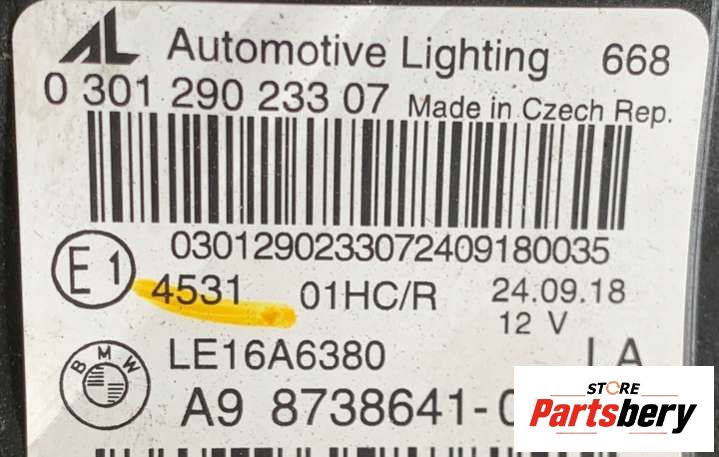 AL Automotive Lighting 668
0 301 290 233 07 Made in Czech Rep.
0301290233072409180035
E1 4531 01HC/R 24.09.18
12 V
BMW LE16A6380 LA
A9 8738641-
STORE
Partsbery